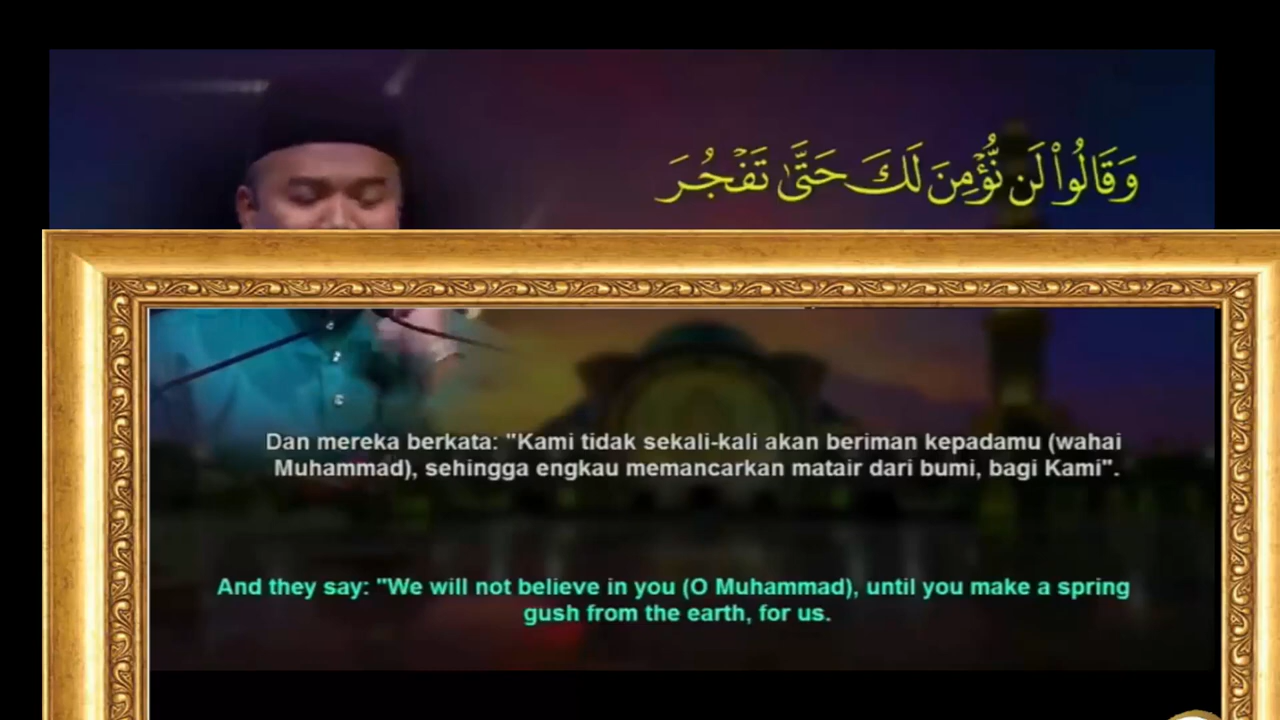 وَقَالُوا۟ لَن نُّؤْمِنَ لَكَ حَتَّىٰ تَفْجُرَ
Dan mereka berkata: "Kami tidak sekali-kali akan beriman kepadamu (wahai
Muhammad), sehingga engkau memancarkan matair dari bumi, bagi Kami".
And they say: "We will not believe in you (O Muhammad), until you make a spring
gush from the earth, for us.